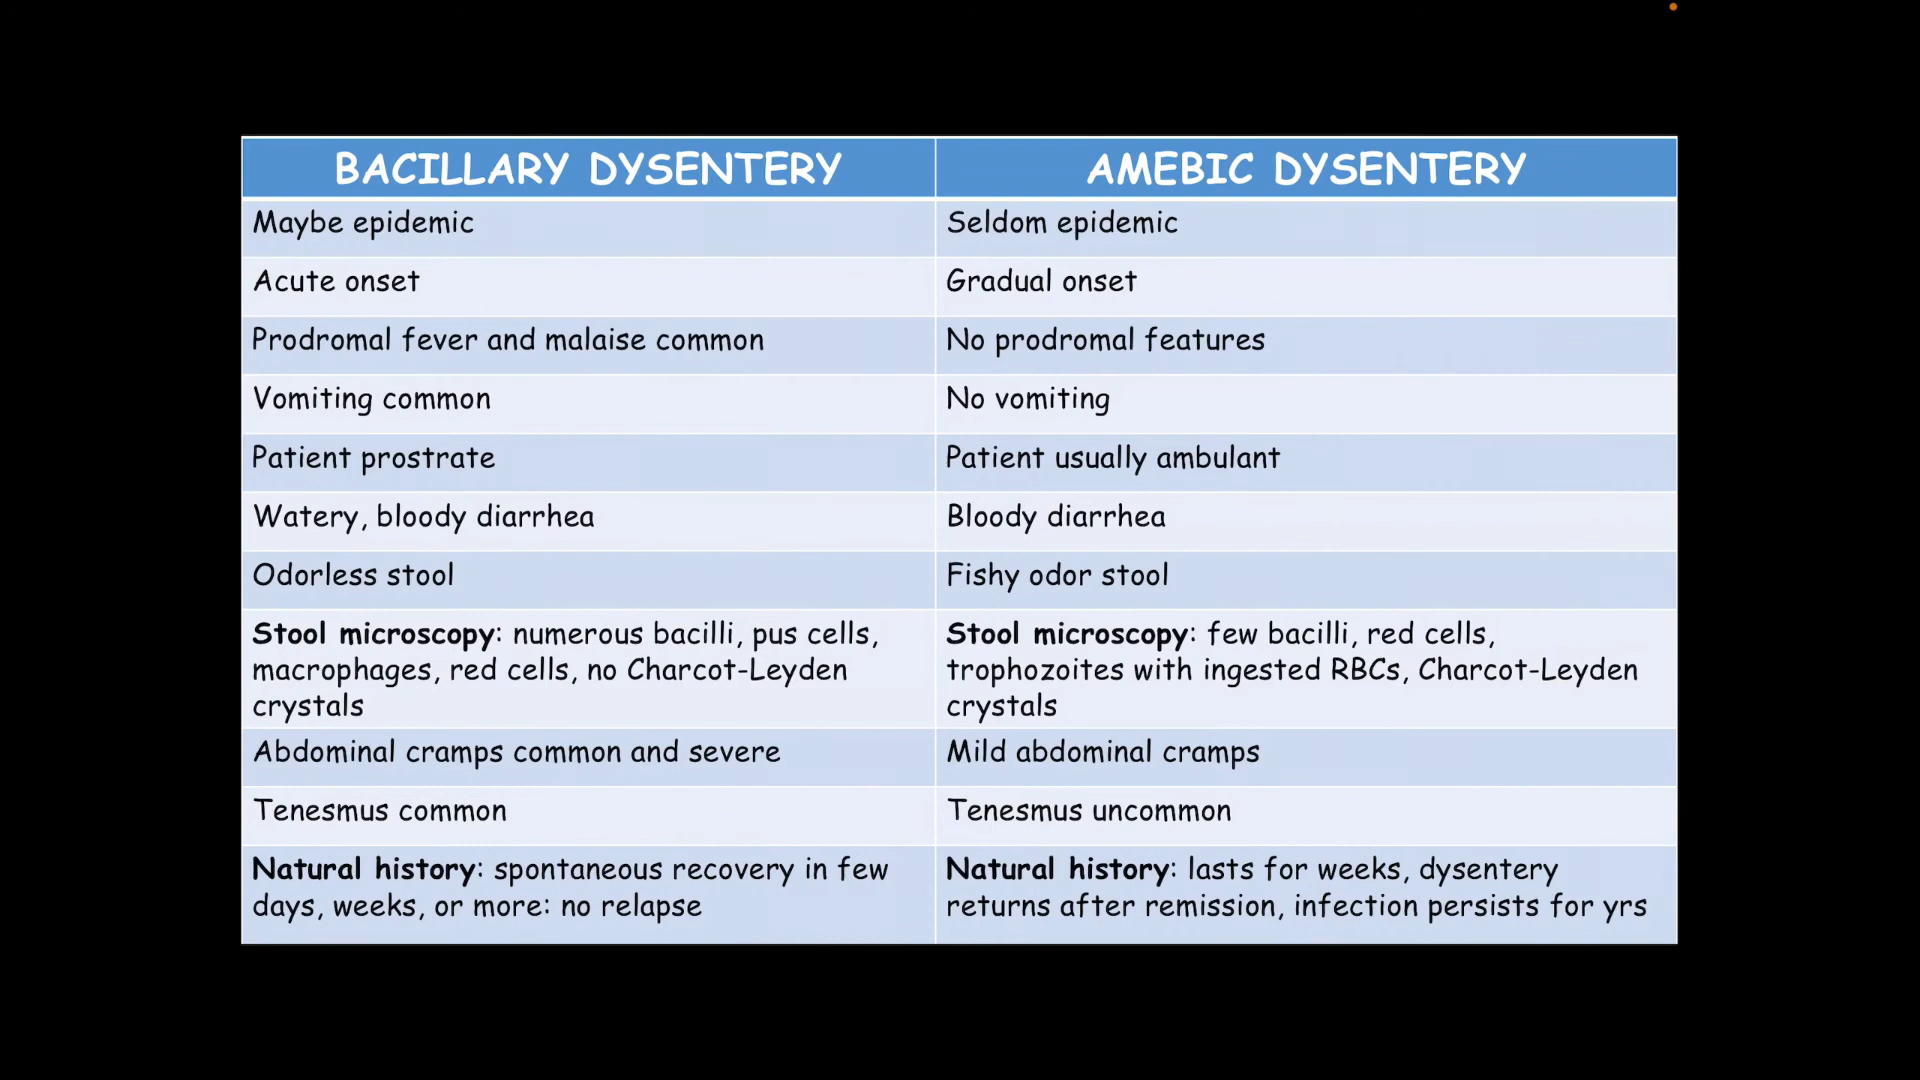 BACILLARY DYSENTERY
AMEBIC DYSENTERY
Maybe epidemic
Seldom epidemic
Acute onset
Gradual onset
Prodromal fever and malaise common
No prodromal features
Vomiting common
No vomiting
Patient prostrate
Patient usually ambulant
Watery, bloody diarrhea
Bloody diarrhea
Odorless stool
Fishy odor stool
Stool microscopy: numerous bacilli, pus cells,
macrophages, red cells, no Charcot-Leyden
crystals
Stool microscopy: few bacilli, red cells,
trophozoites with ingested RBCs, Charcot-Leyden
crystals
Abdominal cramps common and severe
Mild abdominal cramps
Tenesmus common
Tenesmus uncommon
Natural history: spontaneous recovery in few
days, weeks, or more: no relapse
Natural history: lasts for weeks, dysentery
returns after remission, infection persists for yrs